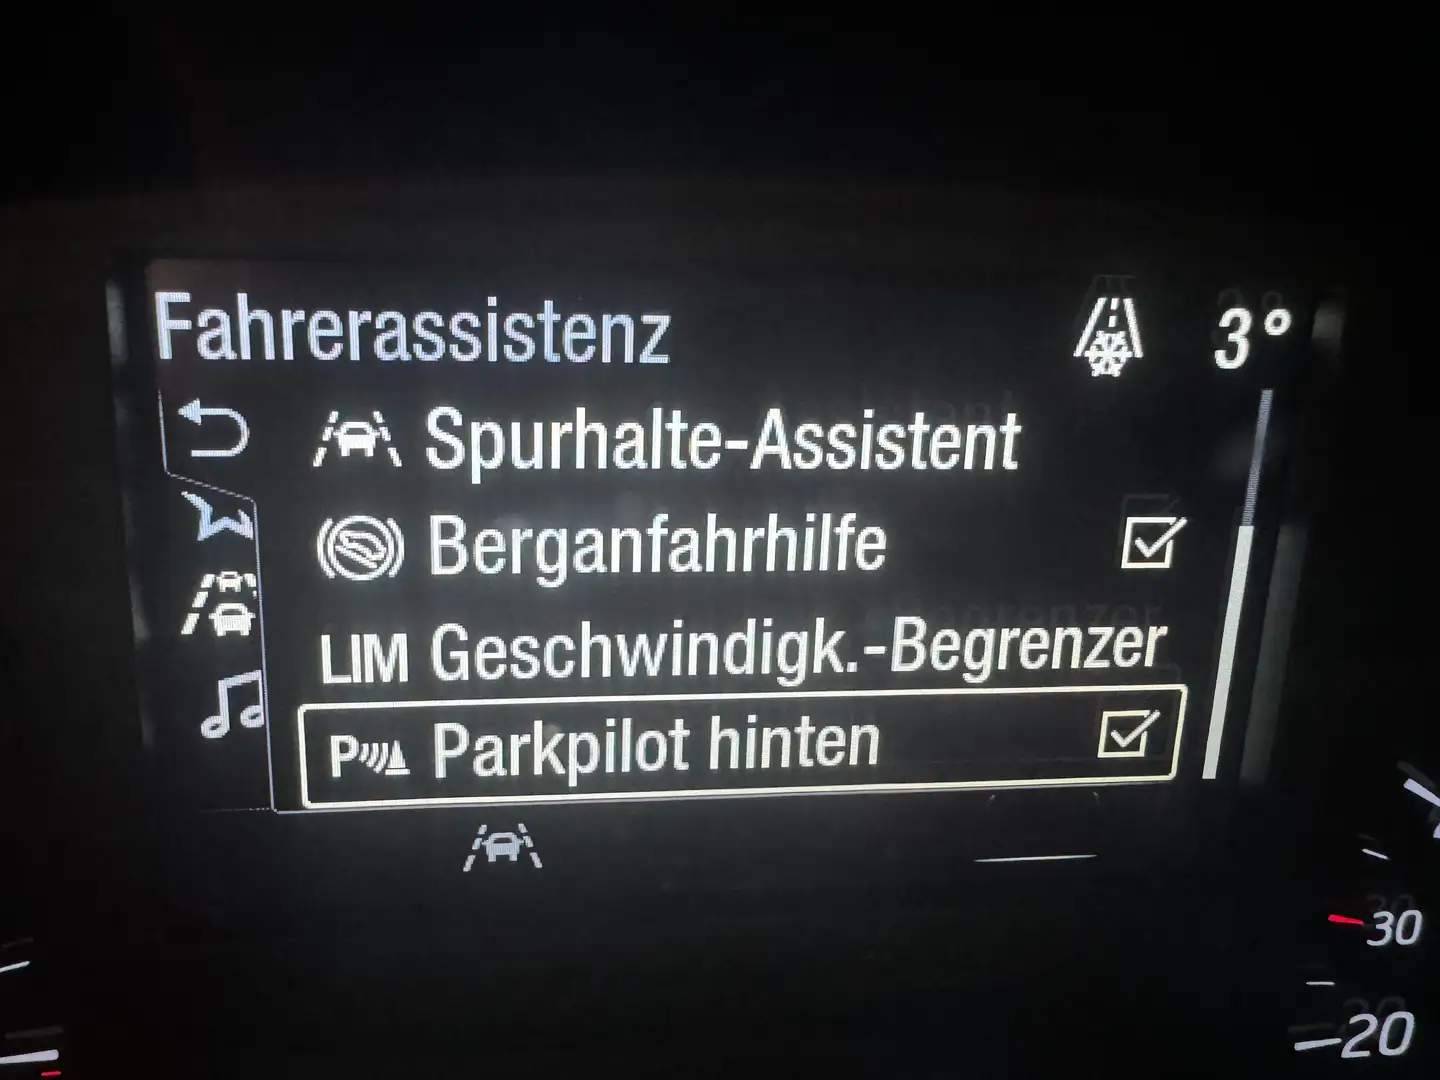 Fahrerassistenz 3°
Spurhalte-Assistent
Berganfahrhilfe
LIM Geschwindigk.-Begrenzer
P Parkpilot hinten
30
20